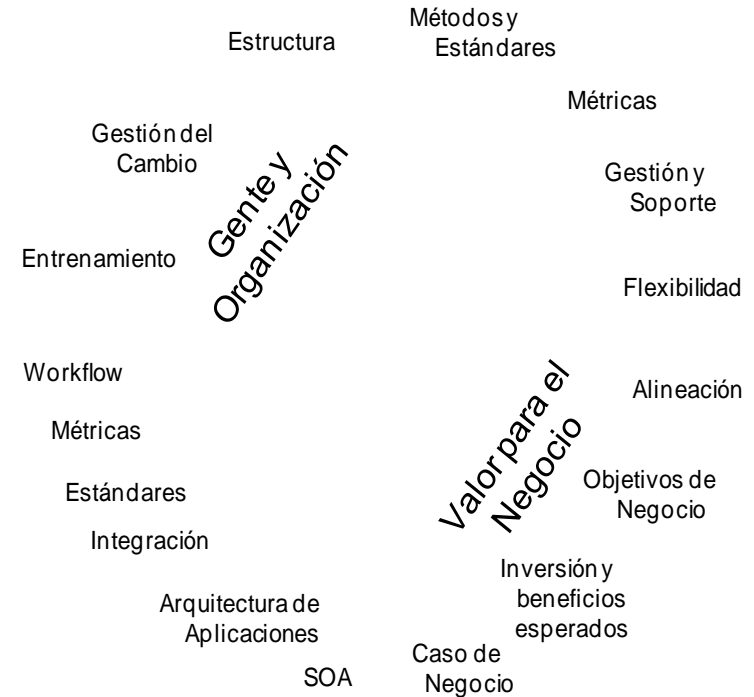 Estructura
Métodos y
Estándares
Métricas
Gestión del
Cambio
Gente y
Organización
Gestión y
Soporte
Entrenamiento
Flexibilidad
Workflow
Alineación
Métricas
Valor para el
Negocio
Estándares
Objetivos de
Negocio
Integración
Inversión y
beneficios
esperados
Arquitectura de
Aplicaciones
Caso de
Negocio
SOA